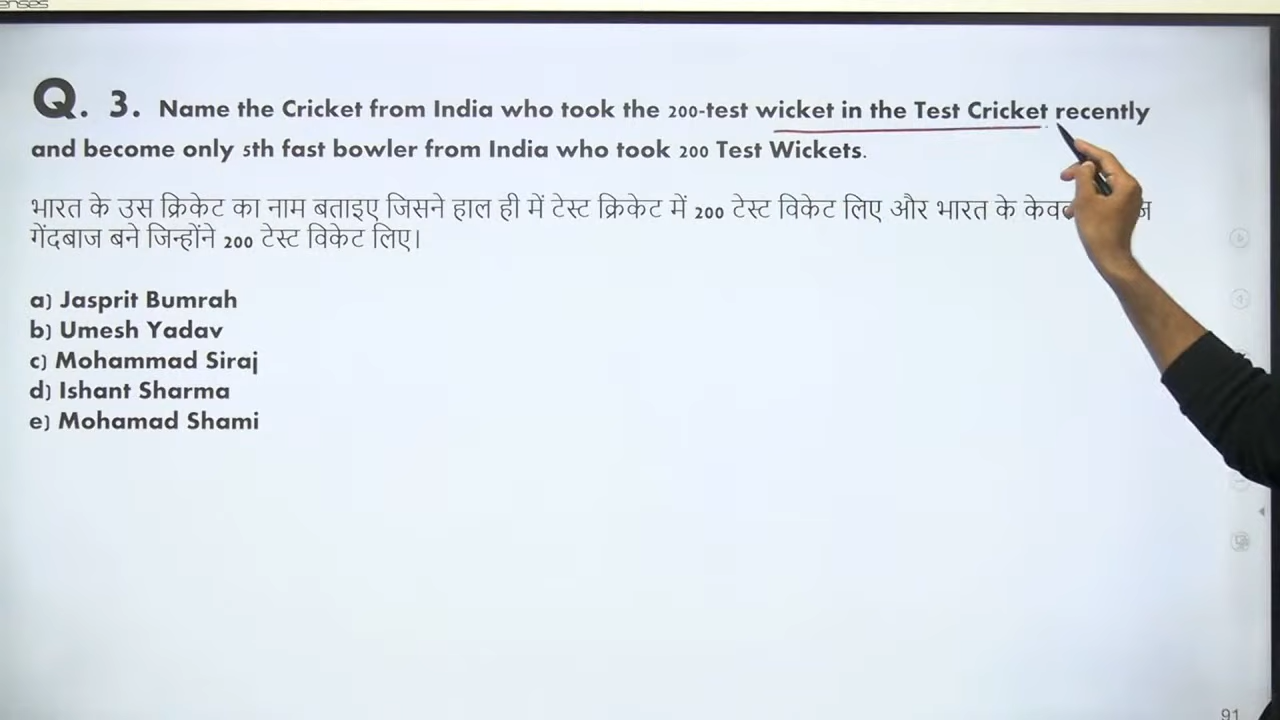 enses
Q. 3. Name the Cricket from India who took the 200-test wicket in the Test Cricket recently
and become only 5th fast bowler from India who took 200 Test Wickets.
भारत के उस क्रिकेट का नाम बताइए जिसने हाल ही में टेस्ट क्रिकेट में 200 टेस्ट विकेट लिए और भारत के
गेंदबाज बने जिन्होंने 200 टेस्ट विकेट लिए।
a) Jasprit Bumrah
b) Umesh Yadav
c) Mohammad Siraj
d) Ishant Sharma
e) Mohamad Shami
91